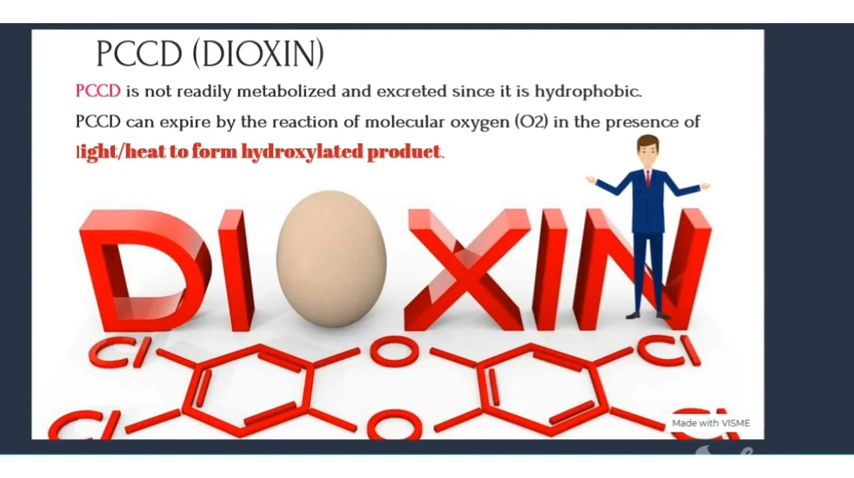 PCCD (DIOXIN)
PCCD is not readily metabolized and excreted since it is hydrophobic.
PCCD can expire by the reaction of molecular oxygen (O2) in the presence of
light/heat to form hydroxylated product.
DI XIN
Cl O Cl
Cl O Cl
Made with VISME